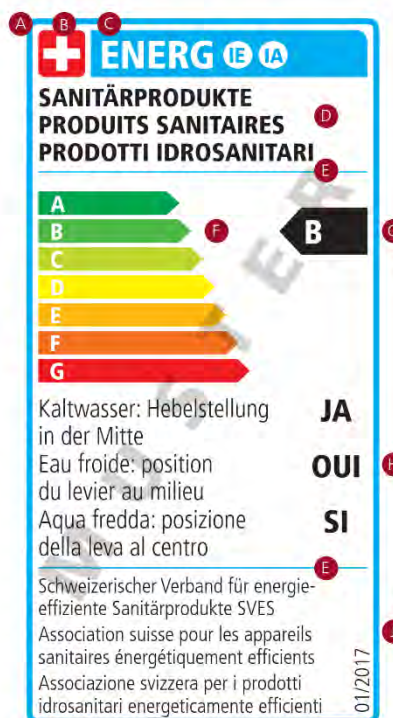 A B C
ENERG IE IA
SANITÄRPRODUKTE
PRODUITS SANITAIRES D
PRODOTTI IDROSANITARI
E
A
B F B
C
D
E
F
G
Kaltwasser: Hebelstellung JA
in der Mitte
Eau froide: position OUI
du levier au milieu
Aqua fredda: posizione SI
della leva al centro
E
Schweizerischer Verband für energie-
effiziente Sanitärprodukte SVES
Association suisse pour les appareils
sanitaires énergétiquement efficients
Associazione svizzera per i prodotti
idrosanitari energeticamente efficienti
01/2017
MUSTER